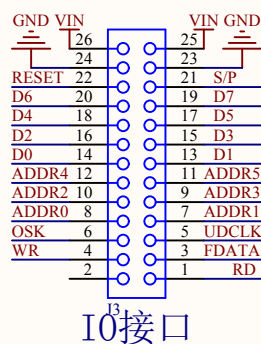 GND VIN VIN GND
26 25
24 23
RESET 22 21 S/P
D6 20 19 D7
D4 18 17 D5
D2 16 15 D3
D0 14 13 D1
ADDR4 12 11 ADDR5
ADDR2 10 9 ADDR3
ADDR0 8 7 ADDR1
OSK 6 5 UDCLK
WR 4 3 FDATA
2 1 RD
J3
IO接口